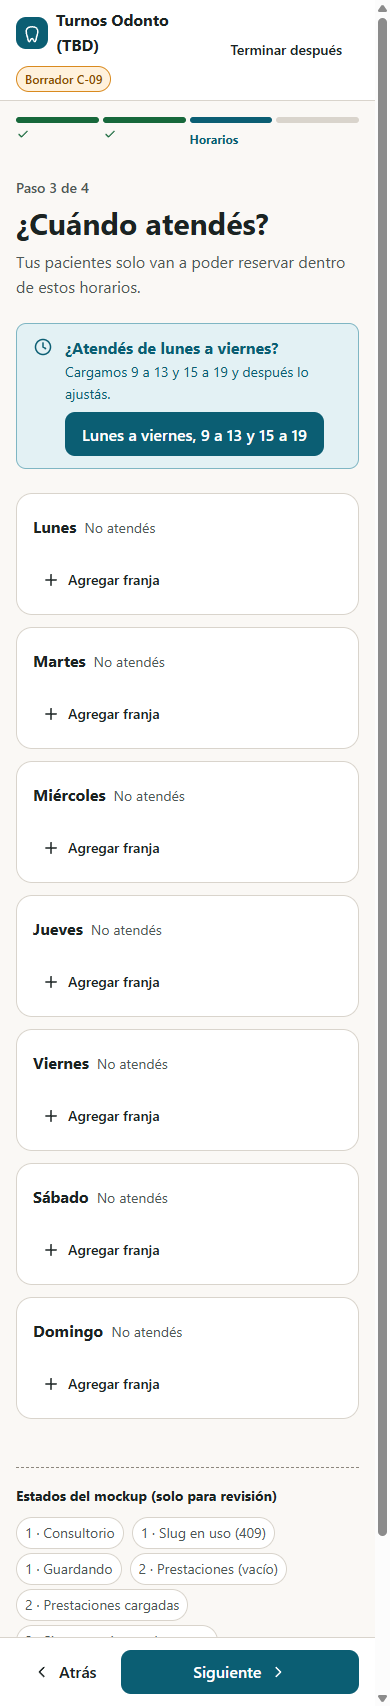 Turnos Odonto
(TBD)
Terminar después
Borrador C-09
Horarios
Paso 3 de 4
¿Cuándo atendés?
Tus pacientes solo van a poder reservar dentro
de estos horarios.
¿Atendés de lunes a viernes?
Cargamos 9 a 13 y 15 a 19 y después lo
ajustás.
Lunes a viernes, 9 a 13 y 15 a 19
Lunes No atendés
Agregar franja
Martes No atendés
Agregar franja
Miércoles No atendés
Agregar franja
Jueves No atendés
Agregar franja
Viernes No atendés
Agregar franja
Sábado No atendés
Agregar franja
Domingo No atendés
Agregar franja
Estados del mockup (solo para revisión)
1 · Consultorio
1 · Slug en uso (409)
1 · Guardando
2 · Prestaciones (vacío)
2 · Prestaciones cargadas
Atrás
Siguiente